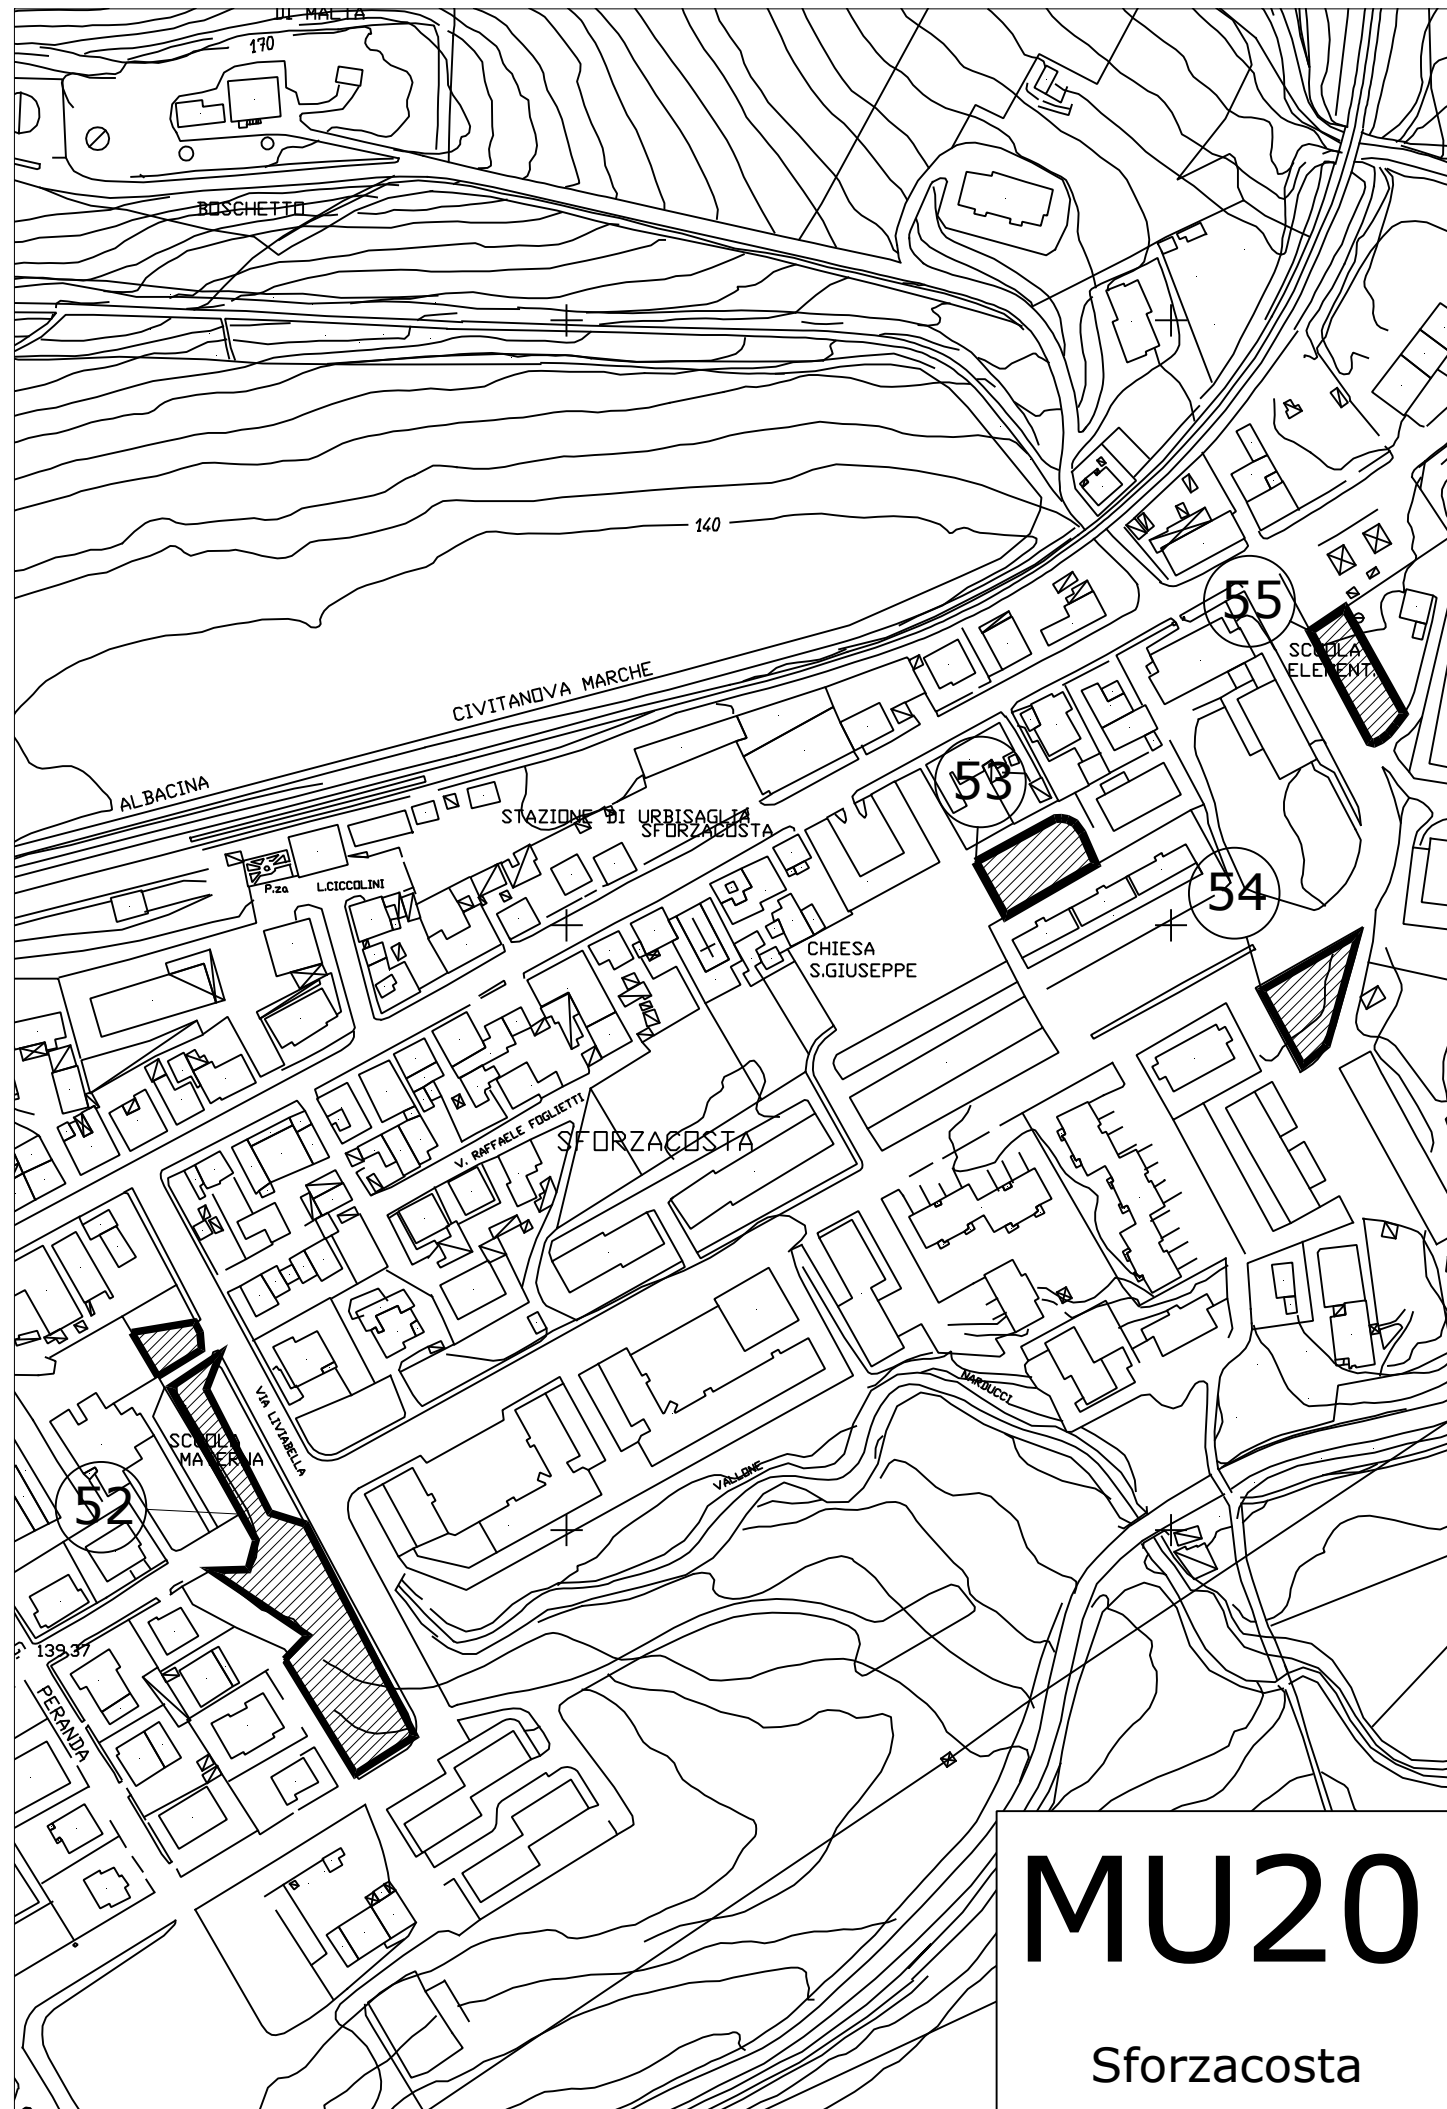 DI MALTA
170
BOSCHETTO
140
CIVITANOVA MARCHE
ALBACINA
55
SCUOLA
ELEMENT.
53
STAZIONE DI URBISAGLIA
SFORZACOSTA
P.za L.CICCOLINI
54
CHIESA
S.GIUSEPPE
V. RAFFAELE FOGLIETTI
SFORZACOSTA
NARDUCCI
VIA LIVIABELLA
SCUOLA
MATERNA
VALLONE
52
139.37
PERANDA
MU20
Sforzacosta